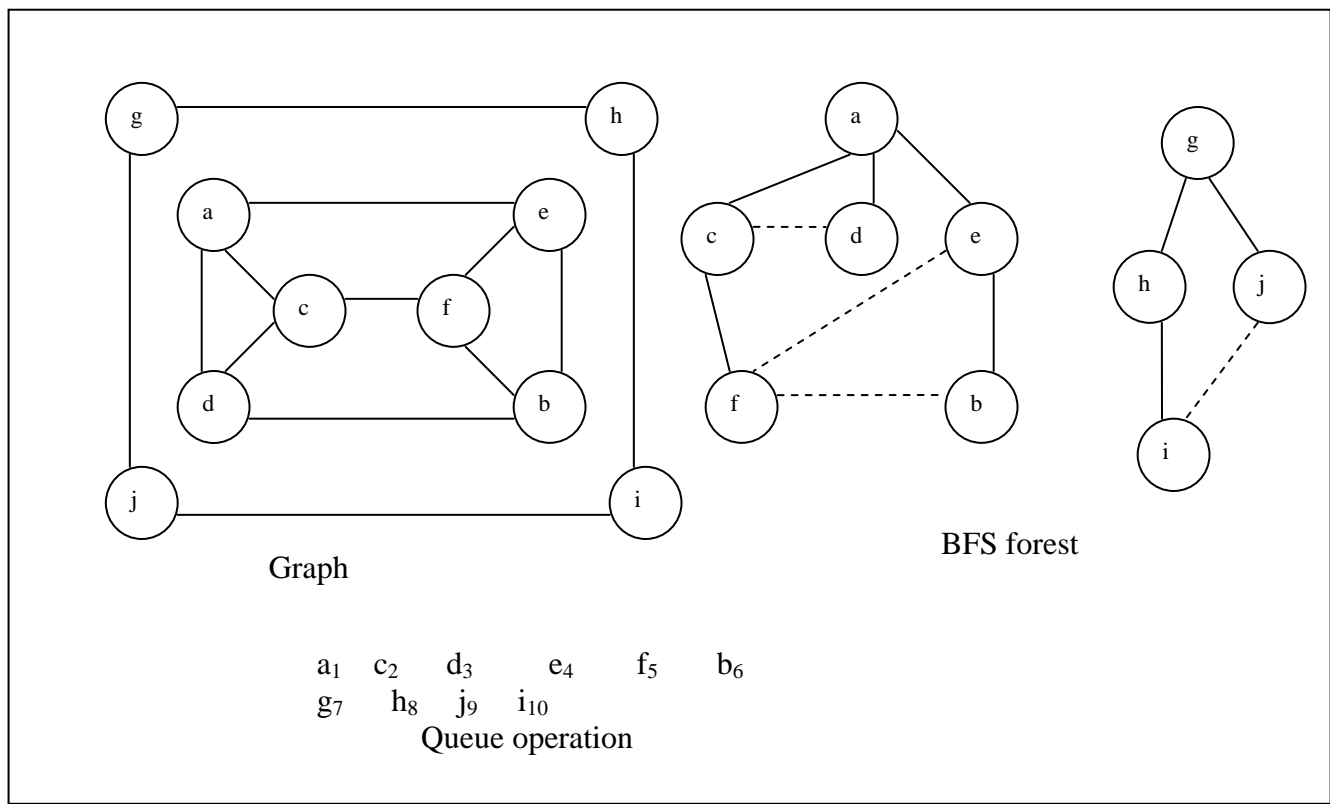 g h a g
a e c d e h j
c f
d b f b i
j i
BFS forest
Graph
a₁ c₂ d₃ e₄ f₅ b₆
g₇ h₈ j₉ i₁₀
Queue operation